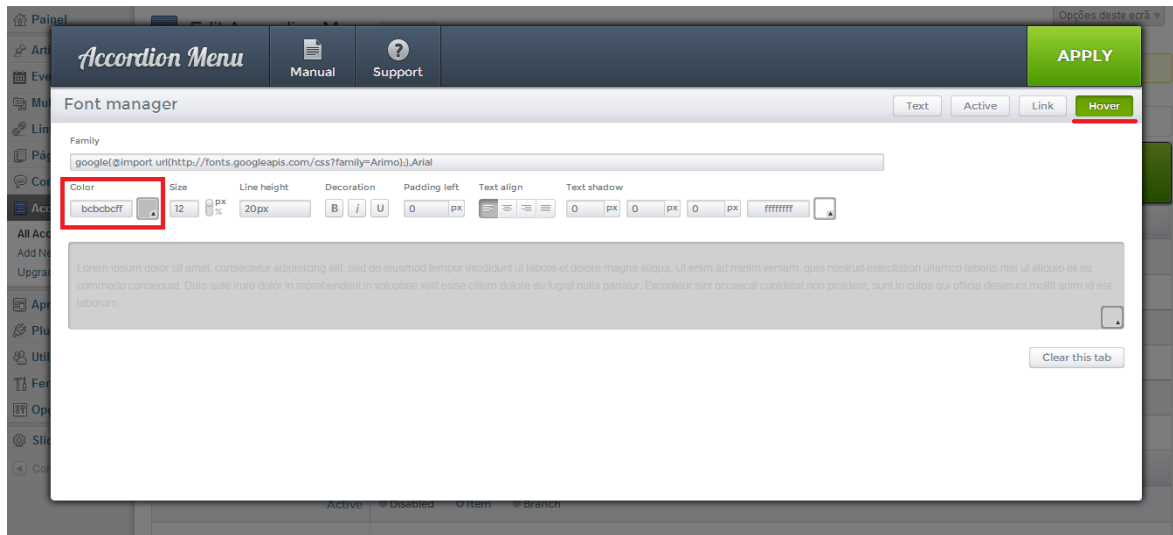 Painel
Opções deste ecrã
Accordion Menu
Manual
Support
APPLY
Font manager
Text Active Link Hover
Family
google(@import url(http://fonts.googleapis.com/css?family=Arimo);),Arial
Color Size Line height Decoration Padding left Text align Text shadow
bcbcbcff 12 px % 20px B i U 0 px 0 px 0 px 0 px ffffffff
All Acc
Add Ne
Upgrad
Lorem ipsum dolor sit amet, consectetur adipisicing elit, sed do eiusmod tempor incididunt ut labore et dolore magna aliqua. Ut enim ad minim veniam, quis nostrud exercitation ullamco laboris nisi ut aliquip ex ea
commodo consequat. Duis aute irure dolor in reprehenderit in voluptate velit esse cillum dolore eu fugiat nulla pariatur. Excepteur sint occaecat cupidatat non proident, sunt in culpa qui officia deserunt mollit anim id est
laborum.
Clear this tab
Active Disabled Item Branch